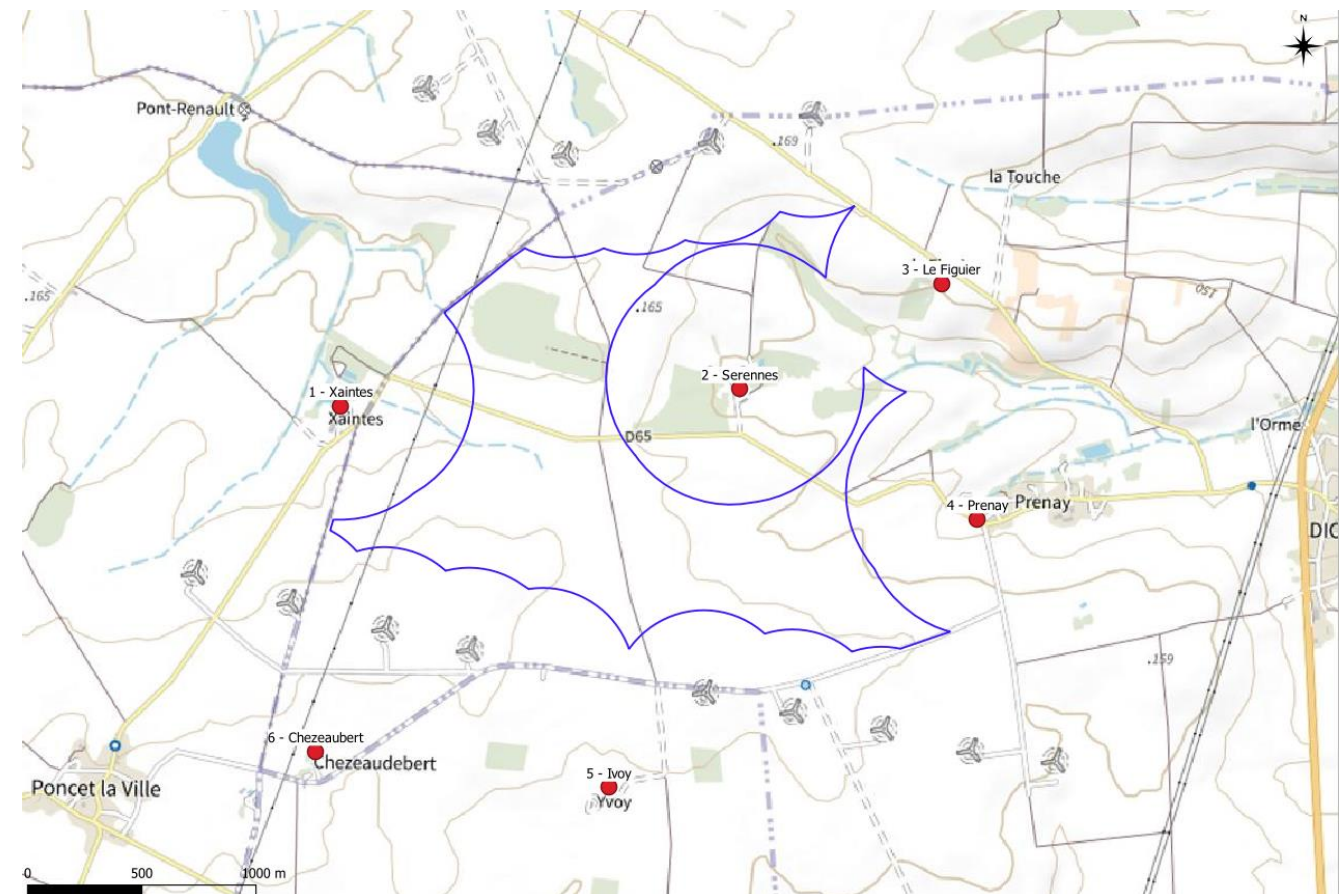 N
Pont-Renault
.169
la Touche
3 - Le Figuier
.165
.165
157
2 - Serennes
1 - Xaintes
Xaintes
D65
l'Orme
4 - Prenay
Prenay
DIC
.159
6 - Chezeaubert
Chezeaudebert
5 - Ivoy
Yvoy
Poncet la Ville
0 500 1000 m